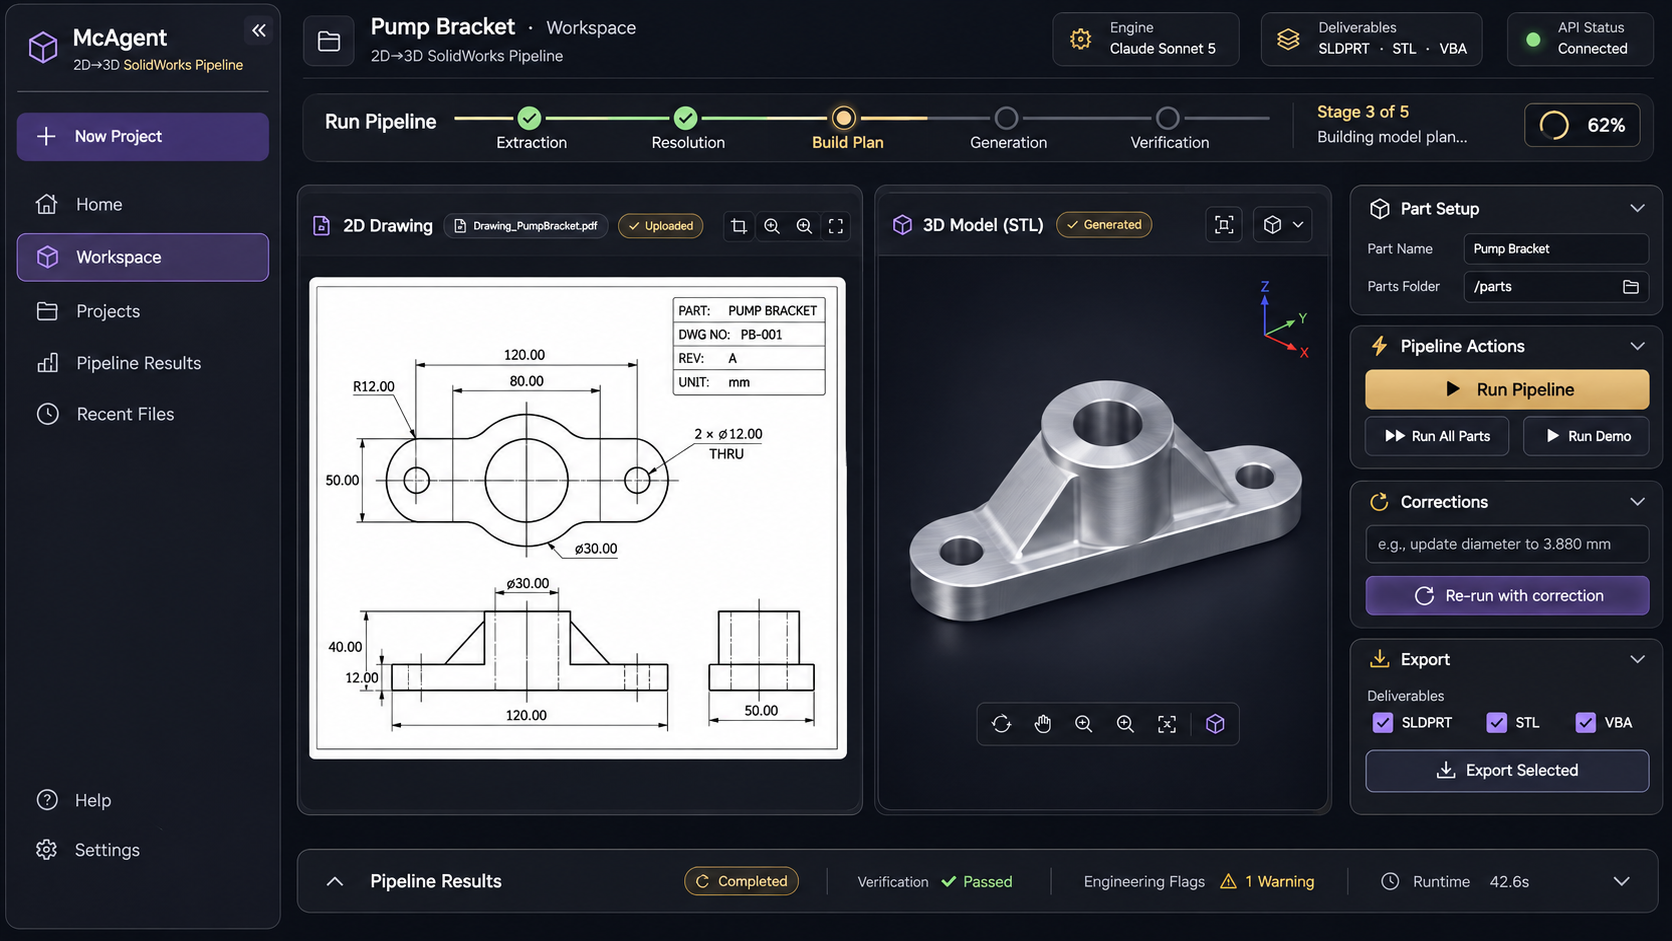 McAgent
2D→3D SolidWorks Pipeline
Now Project
Home
Workspace
Projects
Pipeline Results
Recent Files
Help
Settings
Pump Bracket · Workspace
2D→3D SolidWorks Pipeline
Engine
Claude Sonnet 5
Deliverables
SLDPRT · STL · VBA
API Status
Connected
Run Pipeline
Extraction
Resolution
Build Plan
Generation
Verification
Stage 3 of 5
Building model plan...
62%
2D Drawing
Drawing_PumpBracket.pdf
Uploaded
PART: PUMP BRACKET
DWG NO: PB-001
REV: A
UNIT: mm
120.00
80.00
R12.00
2 × ⌀12.00
THRU
50.00
⌀30.00
⌀30.00
40.00
12.00
120.00
50.00
3D Model (STL)
Generated
Z
Y
X
Part Setup
Part Name
Pump Bracket
Parts Folder
/parts
Pipeline Actions
Run Pipeline
Run All Parts
Run Demo
Corrections
e.g., update diameter to 3.880 mm
Re-run with correction
Export
Deliverables
SLDPRT
STL
VBA
Export Selected
Pipeline Results
Completed
Verification Passed
Engineering Flags 1 Warning
Runtime 42.6s